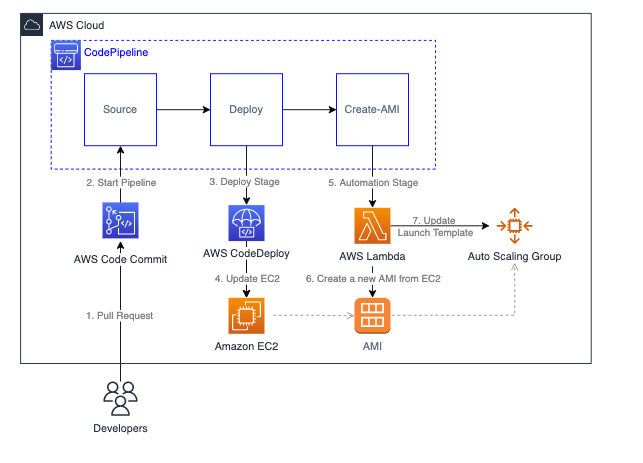 AWS Cloud
CodePipeline
Source
Deploy
Create-AMI
2. Start Pipeline
3. Deploy Stage
5. Automation Stage
7. Update
Launch Template
AWS Code Commit
AWS CodeDeploy
AWS Lambda
Auto Scaling Group
4. Update EC2
6. Create a new AMI from EC2
1. Pull Request
Amazon EC2
AMI
Developers